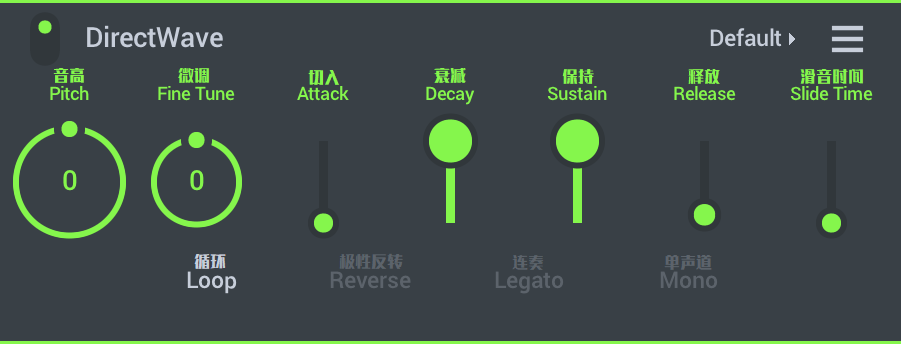 DirectWave
Default
音高 微调 切入 衰减 保持 释放 滑音时间
Pitch Fine Tune Attack Decay Sustain Release Slide Time
0 0
循环 极性反转 连奏 单声道
Loop Reverse Legato Mono